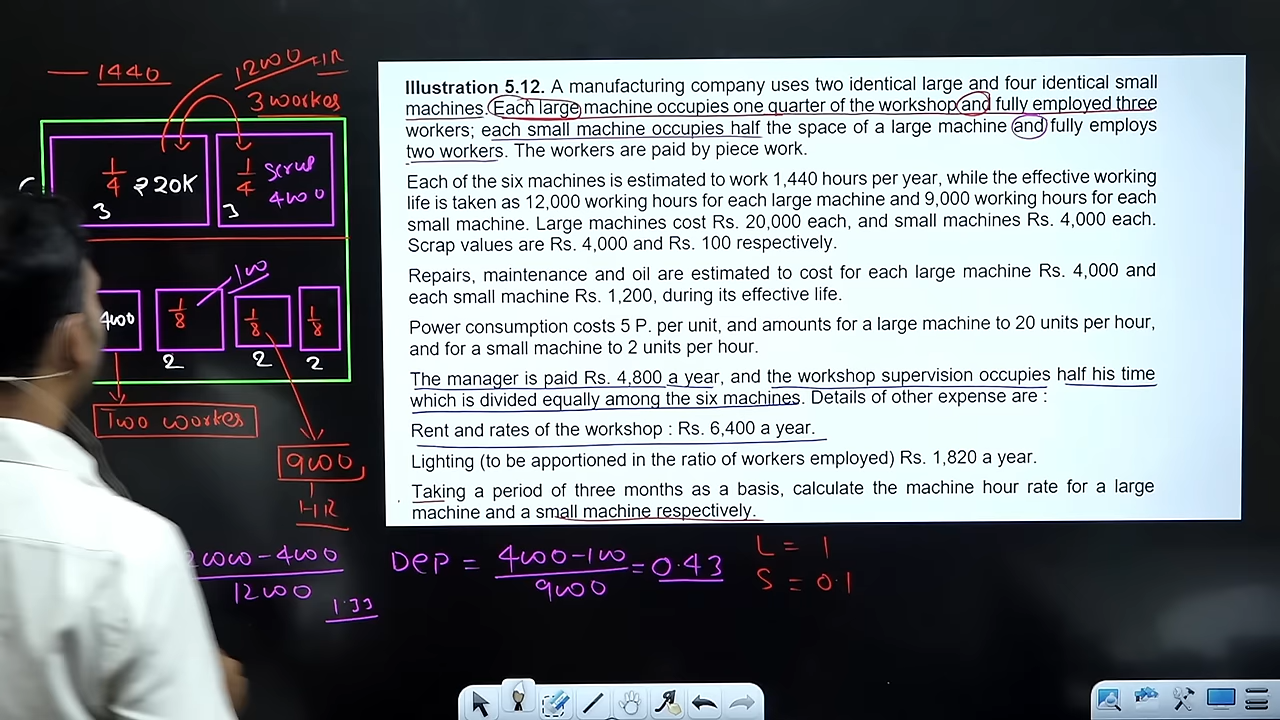 — 1440
12000 HR
3 workes
1/4 ₹20K
1/4 scrap
4000
3
3
100
4000
1/8
1/8
1/8
2
2
2
Two workes
9000
HR
Illustration 5.12. A manufacturing company uses two identical large and four identical small
machines. Each large machine occupies one quarter of the workshop and fully employed three
workers; each small machine occupies half the space of a large machine and fully employs
two workers. The workers are paid by piece work.
Each of the six machines is estimated to work 1,440 hours per year, while the effective working
life is taken as 12,000 working hours for each large machine and 9,000 working hours for each
small machine. Large machines cost Rs. 20,000 each, and small machines Rs. 4,000 each.
Scrap values are Rs. 4,000 and Rs. 100 respectively.
Repairs, maintenance and oil are estimated to cost for each large machine Rs. 4,000 and
each small machine Rs. 1,200, during its effective life.
Power consumption costs 5 P. per unit, and amounts for a large machine to 20 units per hour,
and for a small machine to 2 units per hour.
The manager is paid Rs. 4,800 a year, and the workshop supervision occupies half his time
which is divided equally among the six machines. Details of other expense are :
Rent and rates of the workshop : Rs. 6,400 a year.
Lighting (to be apportioned in the ratio of workers employed) Rs. 1,820 a year.
Taking a period of three months as a basis, calculate the machine hour rate for a large
machine and a small machine respectively.
20000 - 4000
12000
1.33
Dep = 4000-100 / 9000 = 0.43
L = 1
S = 0.1